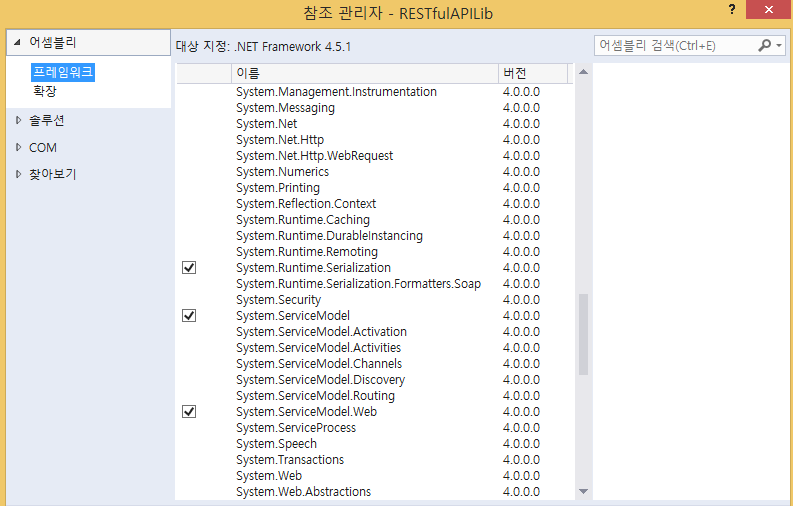 참조 관리자 - RESTfulAPILib
? ×
어셈블리
프레임워크
확장
솔루션
COM
찾아보기
대상 지정: .NET Framework 4.5.1
어셈블리 검색(Ctrl+E)
이름 버전
System.Management.Instrumentation 4.0.0.0
System.Messaging 4.0.0.0
System.Net 4.0.0.0
System.Net.Http 4.0.0.0
System.Net.Http.WebRequest 4.0.0.0
System.Numerics 4.0.0.0
System.Printing 4.0.0.0
System.Reflection.Context 4.0.0.0
System.Runtime.Caching 4.0.0.0
System.Runtime.DurableInstancing 4.0.0.0
System.Runtime.Remoting 4.0.0.0
System.Runtime.Serialization 4.0.0.0
System.Runtime.Serialization.Formatters.Soap 4.0.0.0
System.Security 4.0.0.0
System.ServiceModel 4.0.0.0
System.ServiceModel.Activation 4.0.0.0
System.ServiceModel.Activities 4.0.0.0
System.ServiceModel.Channels 4.0.0.0
System.ServiceModel.Discovery 4.0.0.0
System.ServiceModel.Routing 4.0.0.0
System.ServiceModel.Web 4.0.0.0
System.ServiceProcess 4.0.0.0
System.Speech 4.0.0.0
System.Transactions 4.0.0.0
System.Web 4.0.0.0
System.Web.Abstractions 4.0.0.0